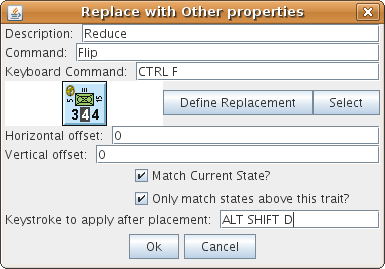 Replace with Other properties
Description: Reduce
Command: Flip
Keyboard Command: CTRL F
3 4 4
Define Replacement Select
Horizontal offset: 0
Vertical offset: 0
Match Current State?
Only match states above this trait?
Keystroke to apply after placement: ALT SHIFT D
Ok Cancel